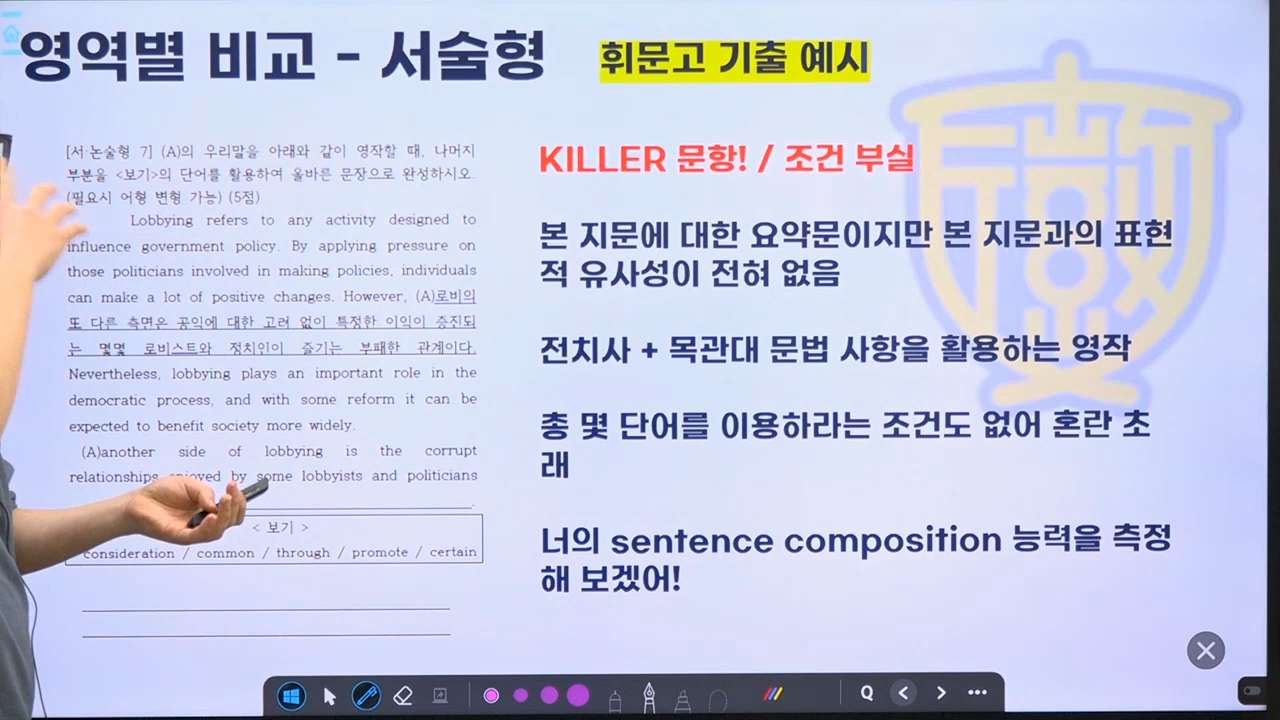 영역별 비교 - 서술형
휘문고 기출 예시
[서·논술형 7] (A)의 우리말을 아래와 같이 영작할 때, 나머지
부분을 <보기>의 단어를 활용하여 올바른 문장으로 완성하시오.
(필요시 어형 변형 가능) (5점)
Lobbying refers to any activity designed to
influence government policy. By applying pressure on
those politicians involved in making policies, individuals
can make a lot of positive changes. However, (A)로비의
또 다른 측면은 공익에 대한 고려 없이 특정한 이익이 증진되
는 몇몇 로비스트와 정치인이 즐기는 부패한 관계이다.
Nevertheless, lobbying plays an important role in the
democratic process, and with some reform it can be
expected to benefit society more widely.
(A)another side of lobbying is the corrupt
relationships by some lobbyists and politicians
.
< 보기 >
consideration / common / through / promote / certain
KILLER 문항! / 조건 부실
본 지문에 대한 요약문이지만 본 지문과의 표현
적 유사성이 전혀 없음
전치사 + 목관대 문법 사항을 활용하는 영작
총 몇 단어를 이용하라는 조건도 없어 혼란 초
래
너의 sentence composition 능력을 측정
해 보겠어!